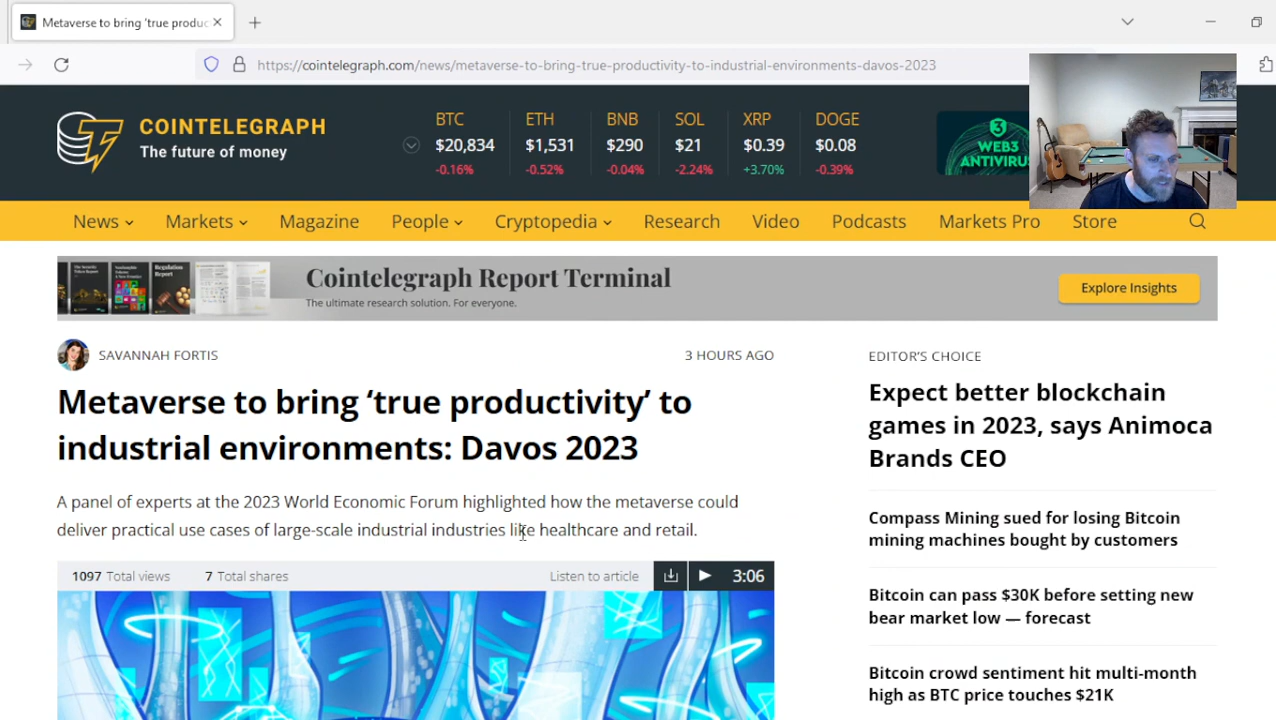 Metaverse to bring 'true produc
https://cointelegraph.com/news/metaverse-to-bring-true-productivity-to-industrial-environments-davos-2023
COINTELEGRAPH
The future of money
BTC ETH BNB SOL XRP DOGE
$20,834 $1,531 $290 $21 $0.39 $0.08
-0.16% -0.52% -0.04% -2.24% +3.70% -0.39%
3
WEB3
ANTIVIRUS
News Markets Magazine People Cryptopedia Research Video Podcasts Markets Pro Store
Cointelegraph Report Terminal
The ultimate research solution. For everyone.
Explore Insights
SAVANNAH FORTIS
3 HOURS AGO
Metaverse to bring ‘true productivity’ to
industrial environments: Davos 2023
A panel of experts at the 2023 World Economic Forum highlighted how the metaverse could
deliver practical use cases of large-scale industrial industries like healthcare and retail.
1097 Total views 7 Total shares Listen to article 3:06
EDITOR’S CHOICE
Expect better blockchain
games in 2023, says Animoca
Brands CEO
Compass Mining sued for losing Bitcoin
mining machines bought by customers
Bitcoin can pass $30K before setting new
bear market low — forecast
Bitcoin crowd sentiment hit multi-month
high as BTC price touches $21K